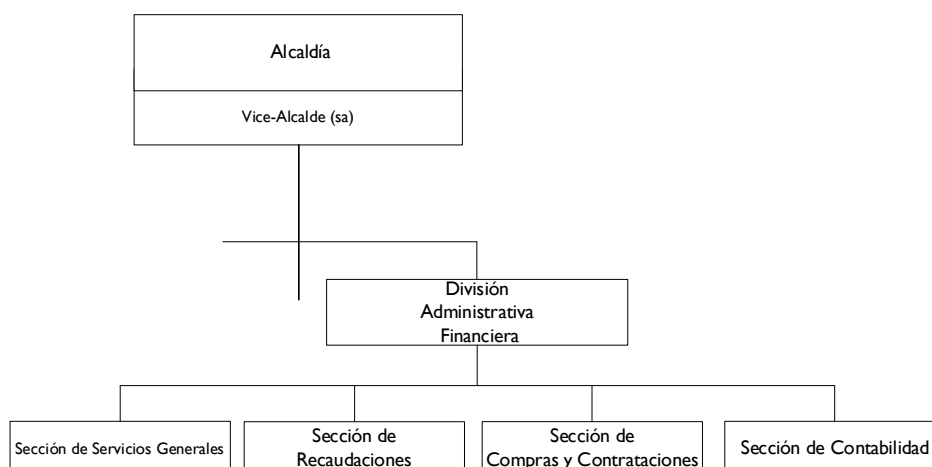 Alcaldía
Vice-Alcalde (sa)
División
Administrativa
Financiera
Sección de Servicios Generales
Sección de
Recaudaciones
Sección de
Compras y Contrataciones
Sección de Contabilidad